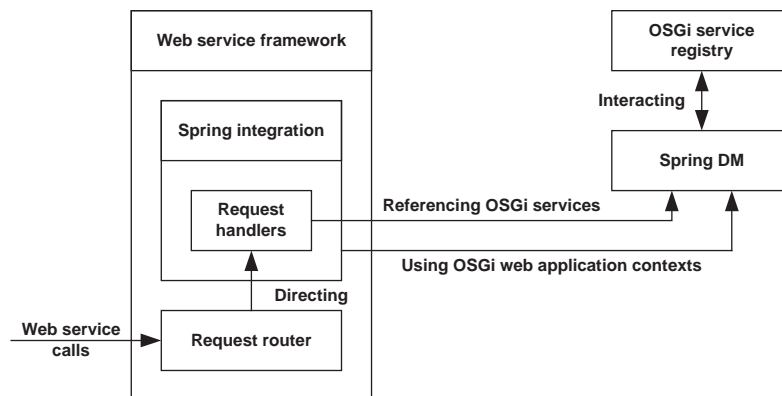 Web service framework
OSGi service
registry
Interacting
Spring integration
Spring DM
Request
handlers
Referencing OSGi services
Using OSGi web application contexts
Directing
Web service
calls
Request router